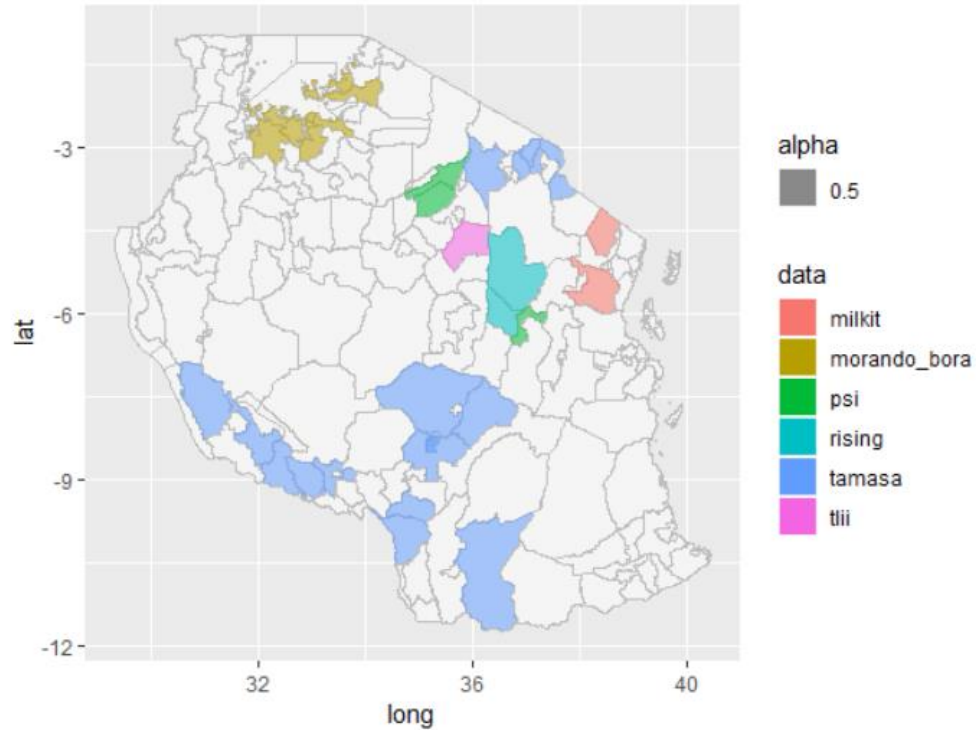 -3
-6
-9
-12
lat
32
36
40
long
alpha
0.5
data
milkit
morando_bora
psi
rising
tamasa
tlii